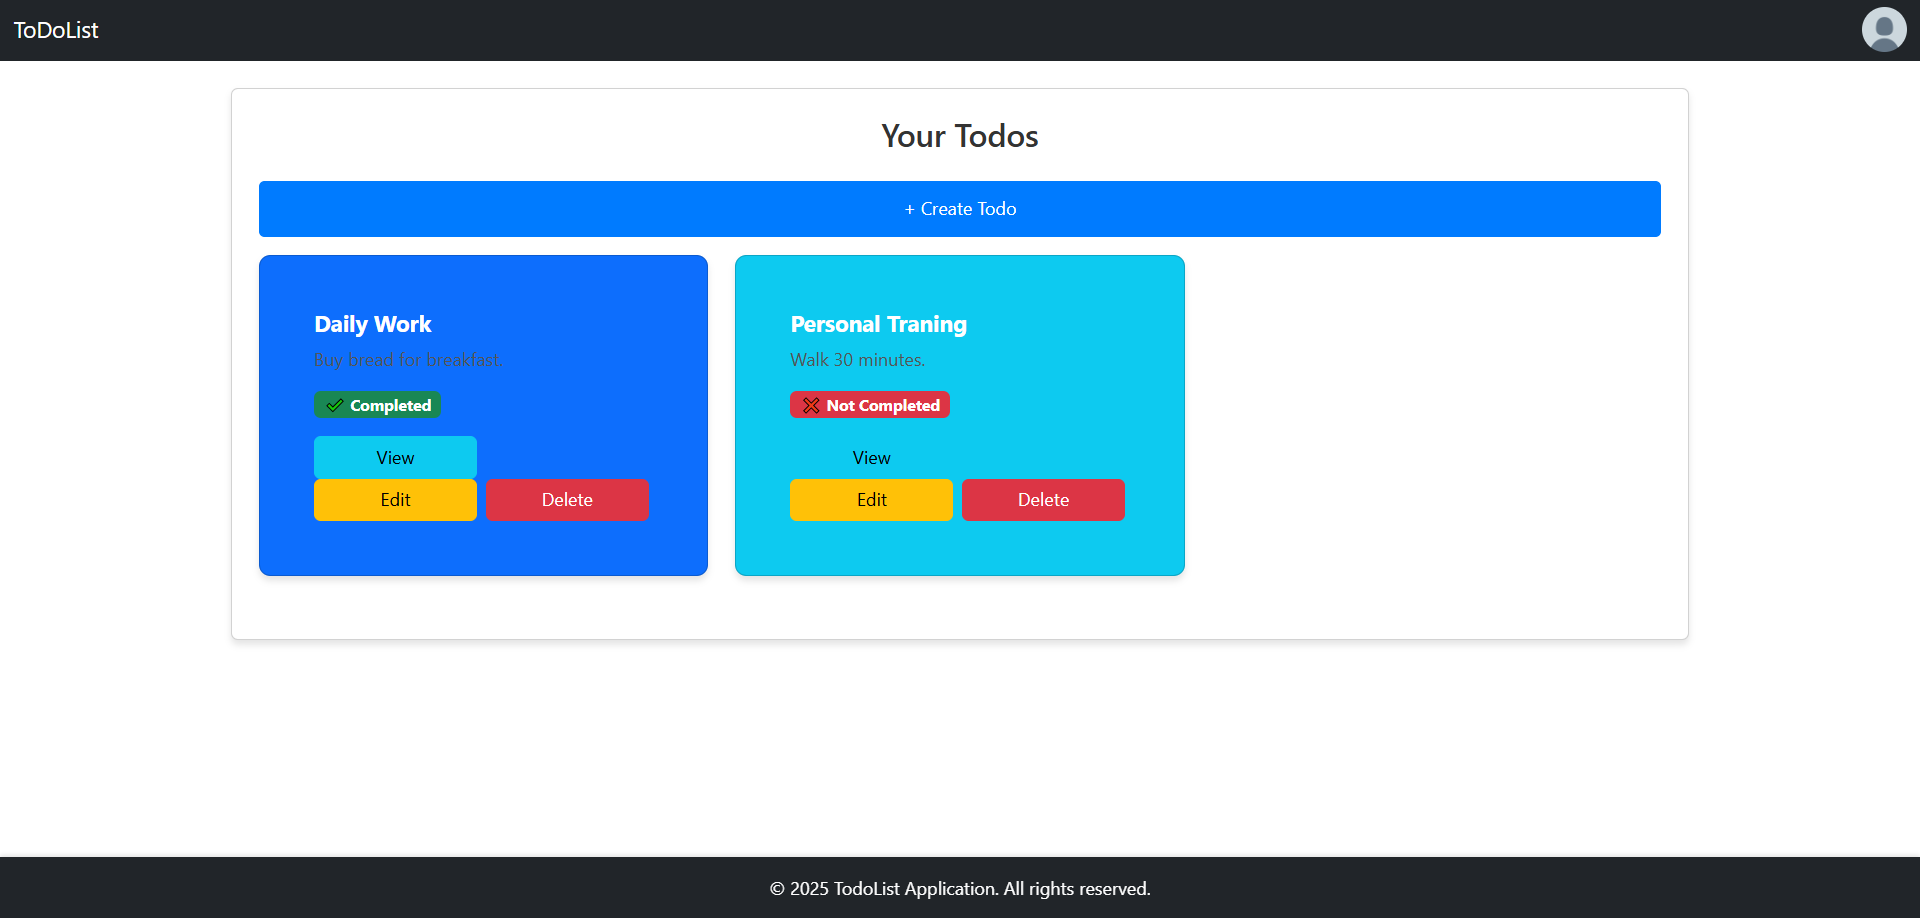 ToDoList
Your Todos
+ Create Todo
Daily Work
Buy bread for breakfast.
Completed
View
Edit
Delete
Personal Traning
Walk 30 minutes.
Not Completed
View
Edit
Delete
© 2025 TodoList Application. All rights reserved.